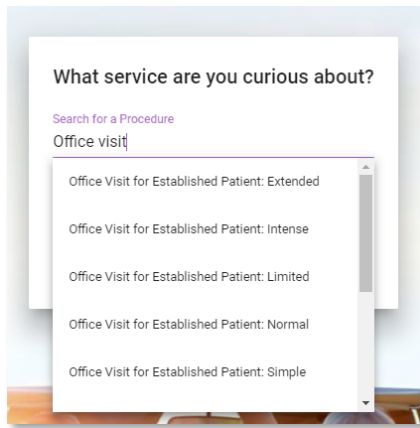 What service are you curious about?
Search for a Procedure
Office visit
Office Visit for Established Patient: Extended
Office Visit for Established Patient: Intense
Office Visit for Established Patient: Limited
Office Visit for Established Patient: Normal
Office Visit for Established Patient: Simple